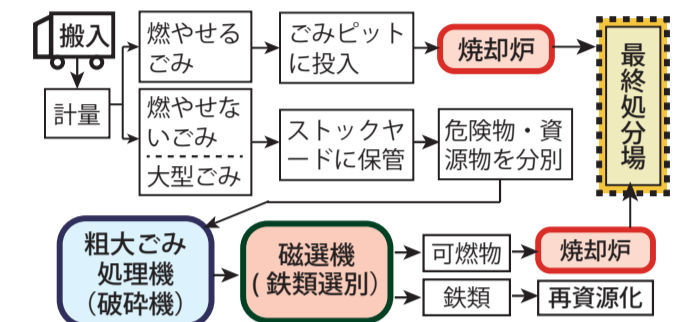 搬入
計量
燃やせる
ごみ
ごみピット
に投入
焼却炉
最終処分場
燃やせな
いごみ
大型ごみ
ストックヤ
ードに保管
危険物・資
源物を分別
粗大ごみ
処理機
（破砕機）
磁選機
(鉄類選別)
可燃物
焼却炉
鉄類
再資源化